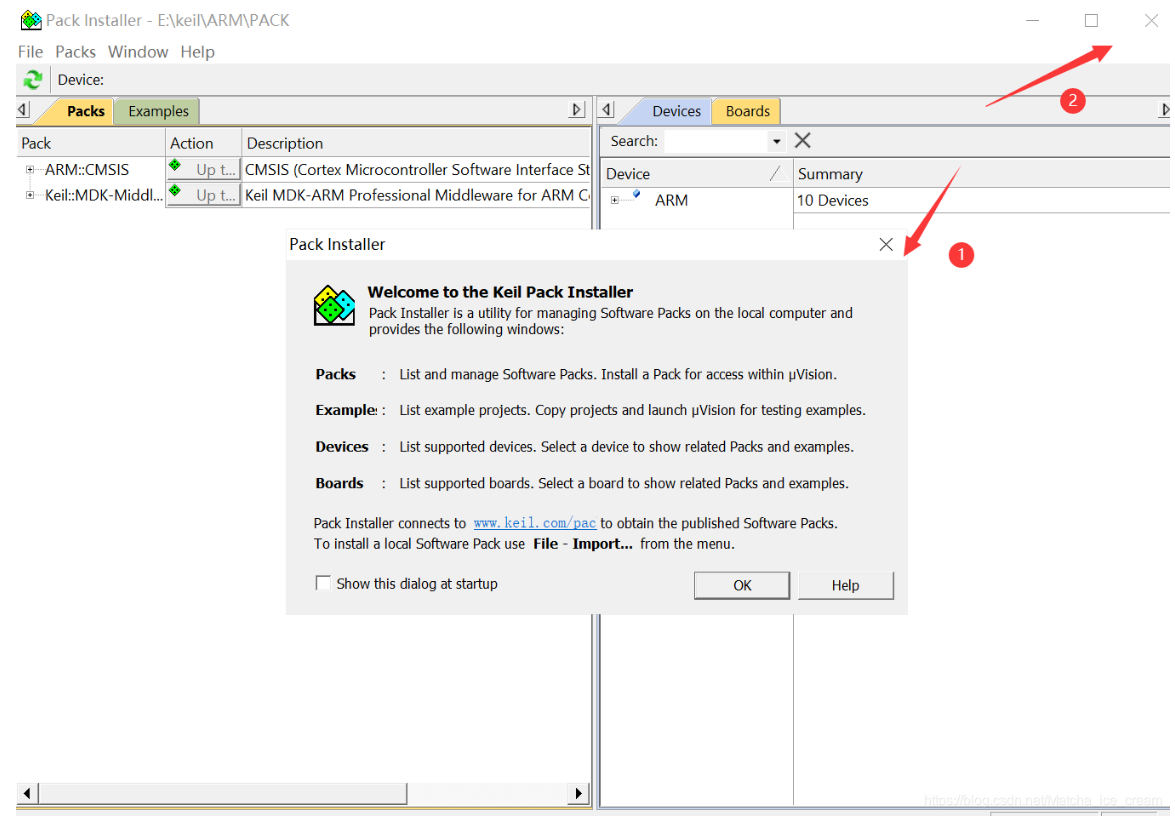 Pack Installer - E:\keil\ARM\PACK
File Packs Window Help
Device:
Packs Examples
Devices Boards
2
Pack Action Description
Search:
ARM::CMSIS Up t... CMSIS (Cortex Microcontroller Software Interface St
Keil::MDK-Middl... Up t... Keil MDK-ARM Professional Middleware for ARM C
Device Summary
ARM 10 Devices
1
Pack Installer
Welcome to the Keil Pack Installer
Pack Installer is a utility for managing Software Packs on the local computer and
provides the following windows:
Packs : List and manage Software Packs. Install a Pack for access within µVision.
Example : List example projects. Copy projects and launch µVision for testing examples.
Devices : List supported devices. Select a device to show related Packs and examples.
Boards : List supported boards. Select a board to show related Packs and examples.
Pack Installer connects to www.keil.com/pac to obtain the published Software Packs.
To install a local Software Pack use File - Import... from the menu.
Show this dialog at startup
OK Help
https://blog.csdn.net/Matcha_ice_cream